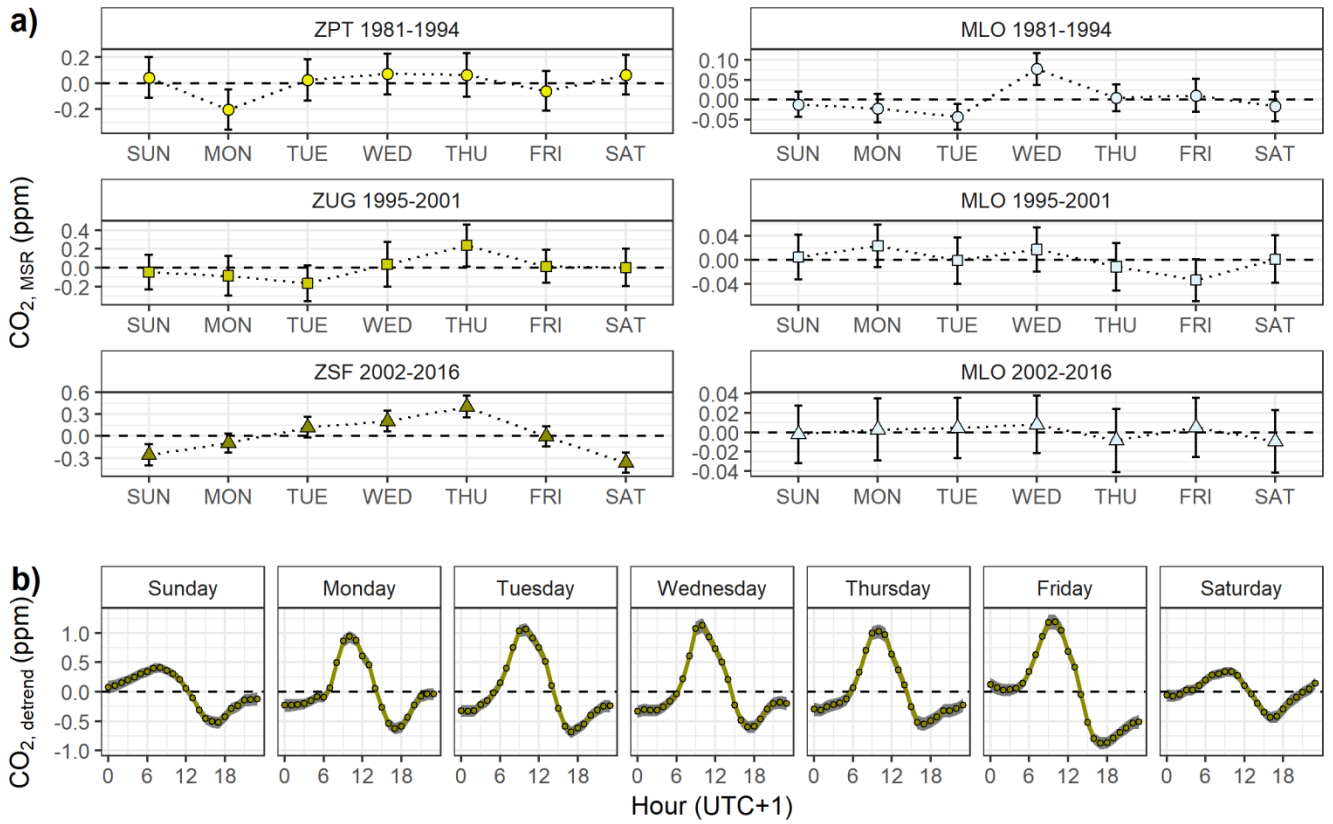 a)
ZPT 1981-1994
MLO 1981-1994
0.2
0.0
-0.2
0.10
0.05
0.00
-0.05
SUN MON TUE WED THU FRI SAT
SUN MON TUE WED THU FRI SAT
CO2, MSR (ppm)
ZUG 1995-2001
MLO 1995-2001
0.4
0.2
0.0
-0.2
0.04
0.00
-0.04
SUN MON TUE WED THU FRI SAT
SUN MON TUE WED THU FRI SAT
ZSF 2002-2016
MLO 2002-2016
0.6
0.3
0.0
-0.3
0.04
0.02
0.00
-0.02
-0.04
SUN MON TUE WED THU FRI SAT
SUN MON TUE WED THU FRI SAT
b)
Sunday Monday Tuesday Wednesday Thursday Friday Saturday
CO2, detrend (ppm)
1.0
0.5
0.0
-0.5
-1.0
0 6 12 18 0 6 12 18 0 6 12 18 0 6 12 18 0 6 12 18 0 6 12 18 0 6 12 18
Hour (UTC+1)